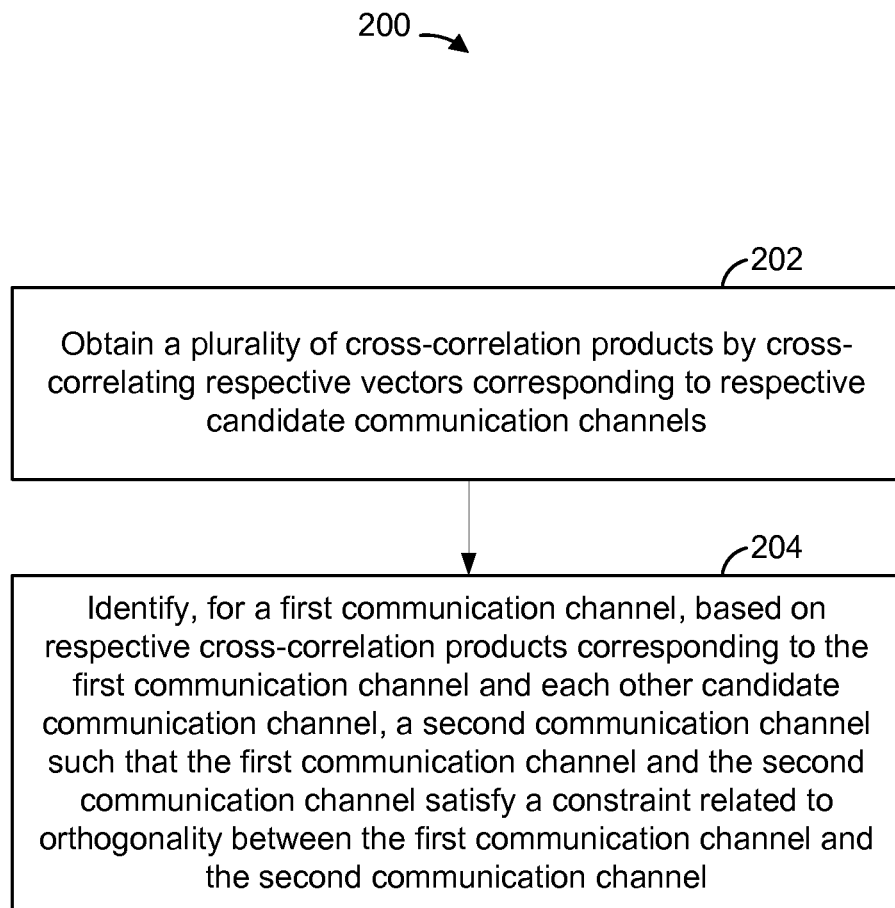 200
202
Obtain a plurality of cross-correlation products by cross-
correlating respective vectors corresponding to respective
candidate communication channels
204
Identify, for a first communication channel, based on
respective cross-correlation products corresponding to the
first communication channel and each other candidate
communication channel, a second communication channel
such that the first communication channel and the second
communication channel satisfy a constraint related to
orthogonality between the first communication channel and
the second communication channel